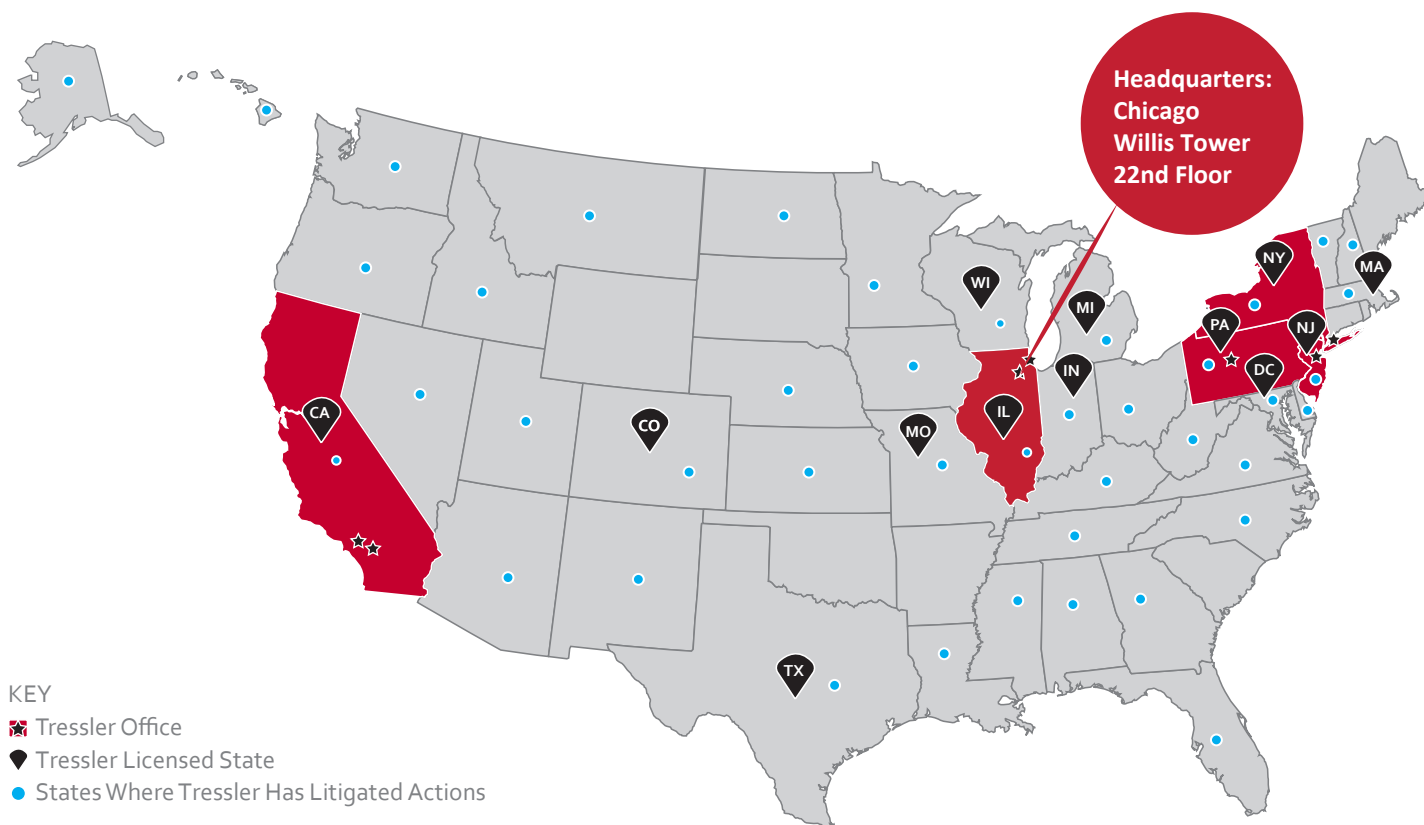 Headquarters:
Chicago
Willis Tower
22nd Floor
NY
MA
WI
MI
PA
NJ
DC
IN
CA
IL
CO
MO
TX
KEY
Tressler Office
Tressler Licensed State
States Where Tressler Has Litigated Actions